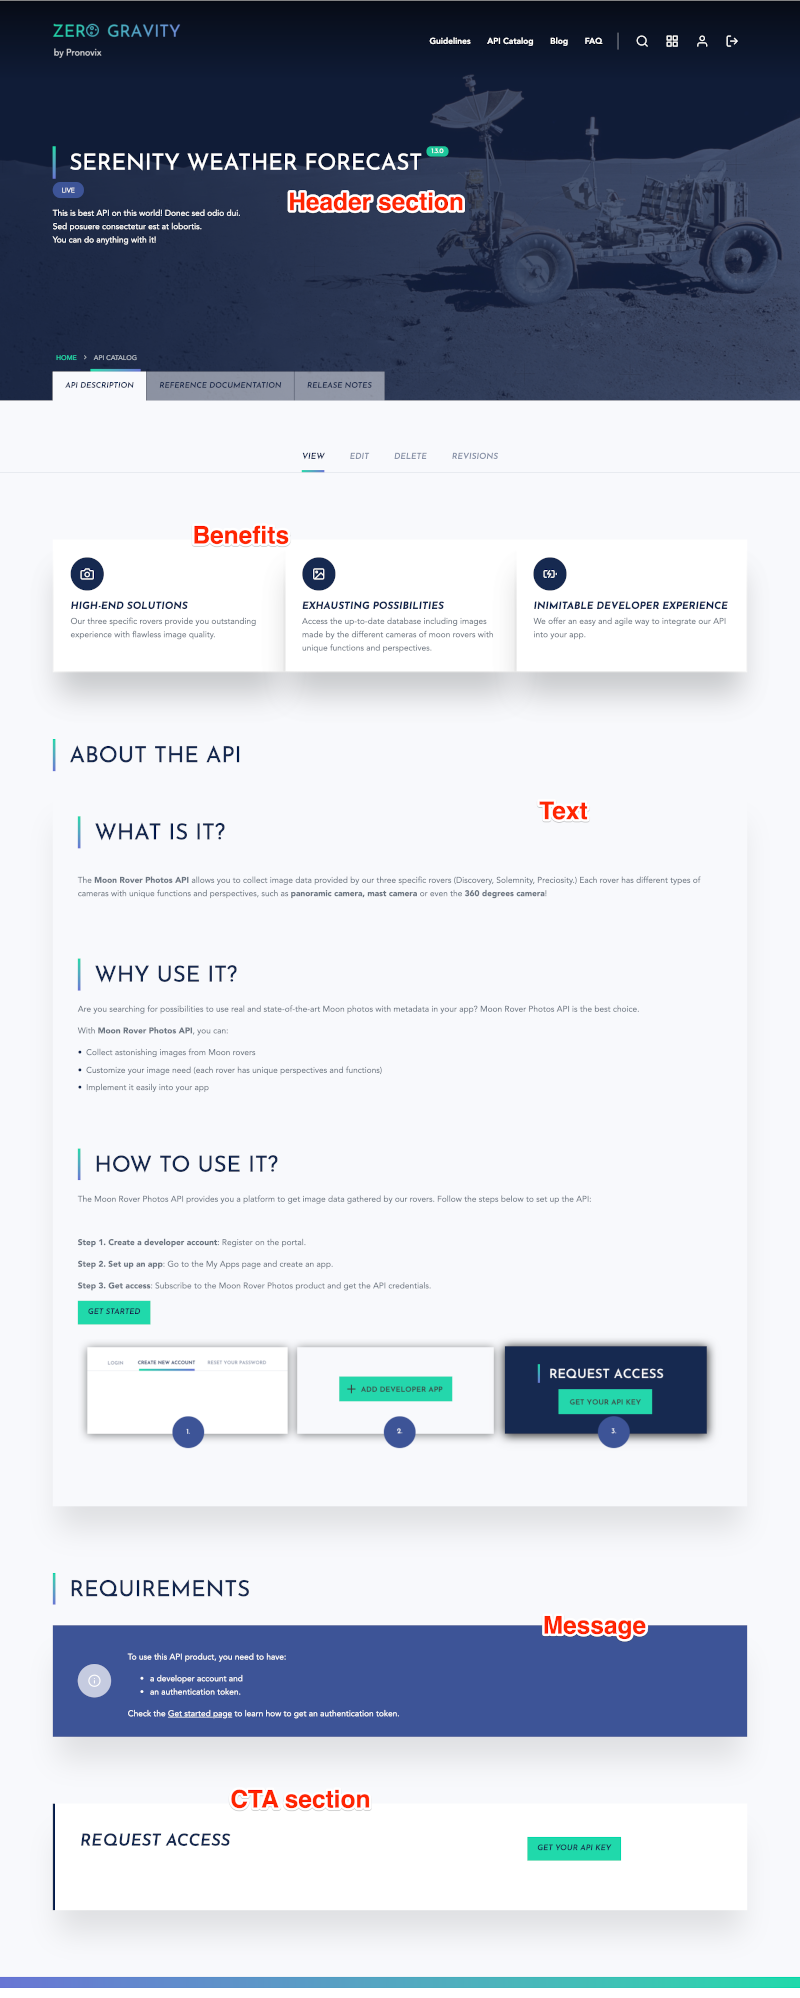 ZERO GRAVITY
by Pronovix
Guidelines API Catalog Blog FAQ
SERENITY WEATHER FORECAST 1.3.0
LIVE
Header section
This is best API on this world! Donec sed odio dui.
Sed posuere consectetur est at lobortis.
You can do anything with it!
HOME > API CATALOG
API DESCRIPTION REFERENCE DOCUMENTATION RELEASE NOTES
VIEW EDIT DELETE REVISIONS
Benefits
HIGH-END SOLUTIONS
Our three specific rovers provide you outstanding
experience with flawless image quality.
EXHAUSTING POSSIBILITIES
Access the up-to-date database including images
made by the different cameras of moon rovers with
unique functions and perspectives.
INIMITABLE DEVELOPER EXPERIENCE
We offer an easy and agile way to integrate our API
into your app.
ABOUT THE API
Text
WHAT IS IT?
The Moon Rover Photos API allows you to collect image data provided by our three specific rovers (Discovery, Solemnity, Preciosity.) Each rover has different types of
cameras with unique functions and perspectives, such as panoramic camera, mast camera or even the 360 degrees camera!
WHY USE IT?
Are you searching for possibilities to use real and state-of-the-art Moon photos with metadata in your app? Moon Rover Photos API is the best choice.
With Moon Rover Photos API, you can:
• Collect astonishing images from Moon rovers
• Customize your image need (each rover has unique perspectives and functions)
• Implement it easily into your app
HOW TO USE IT?
The Moon Rover Photos API provides you a platform to get image data gathered by our rovers. Follow the steps below to set up the API:
Step 1. Create a developer account: Register on the portal.
Step 2. Set up an app: Go to the My Apps page and create an app.
Step 3. Get access: Subscribe to the Moon Rover Photos product and get the API credentials.
GET STARTED
LOGIN CREATE NEW ACCOUNT RESET YOUR PASSWORD
1.
+ ADD DEVELOPER APP
2.
REQUEST ACCESS
GET YOUR API KEY
3.
REQUIREMENTS
Message
To use this API product, you need to have:
• a developer account and
• an authentication token.
Check the Get started page to learn how to get an authentication token.
CTA section
REQUEST ACCESS
GET YOUR API KEY